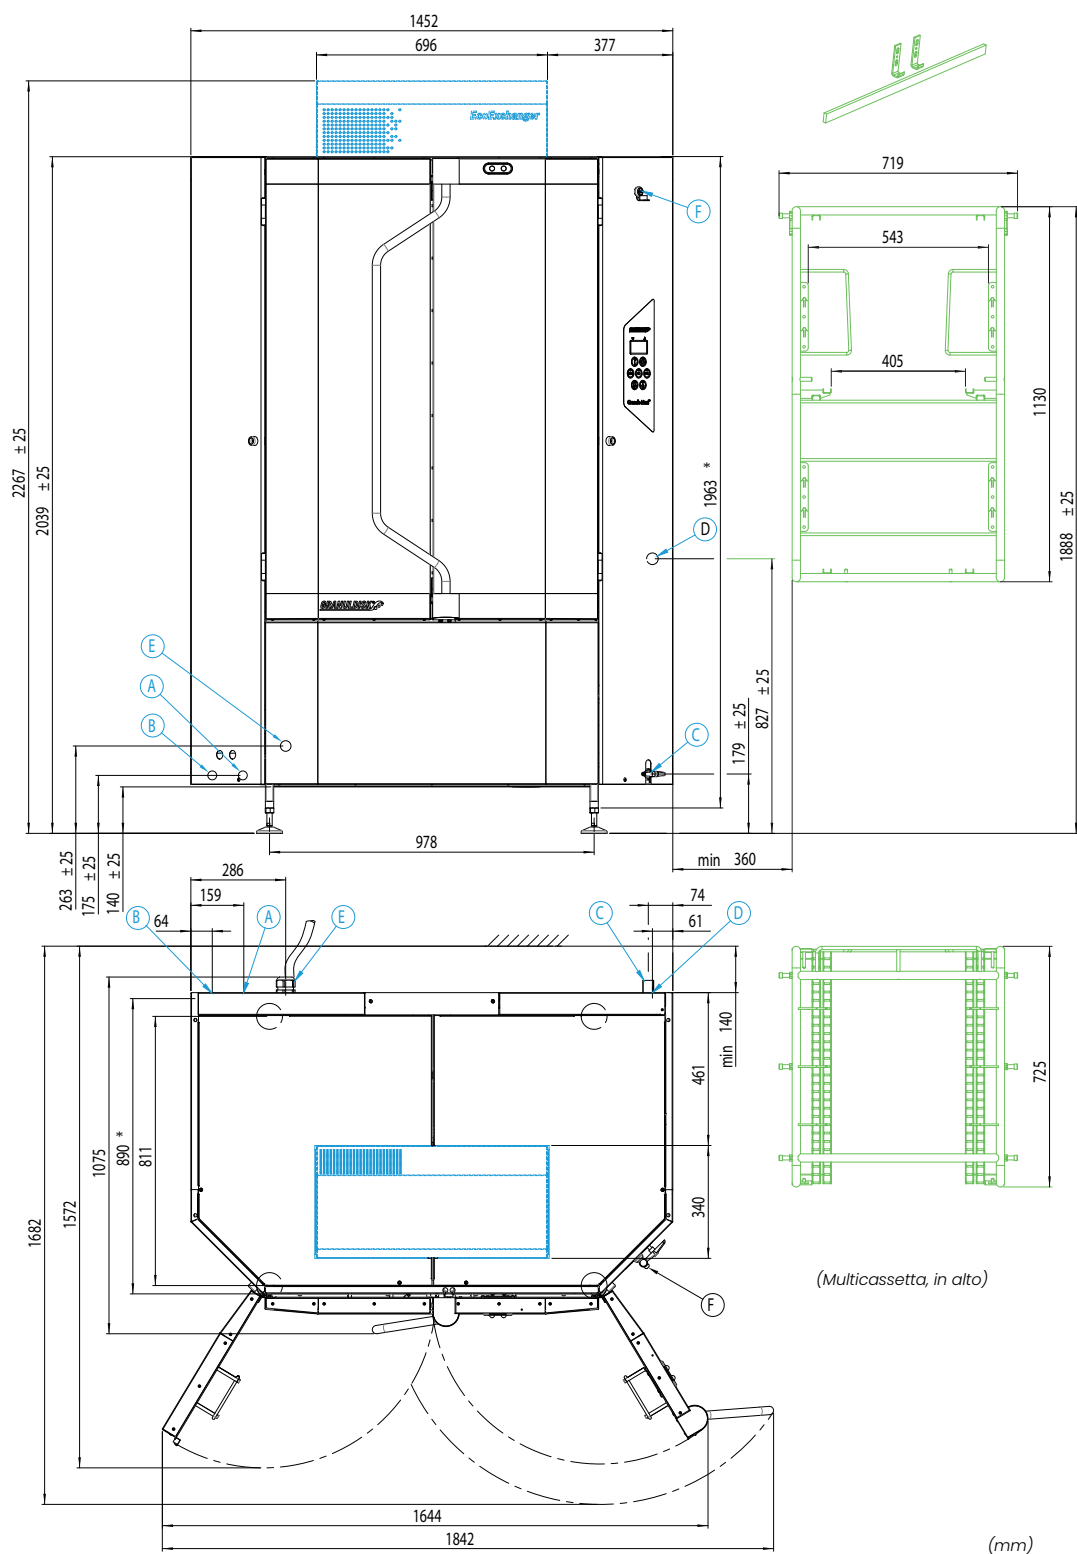 1452
696
377
EcoExchanger
F
719
543
405
1130
2267 ± 25
2039 ± 25
1963 *
D
1888 ± 25
GRANULDISK
E
A
B
C
179 ± 25
827 ± 25
978
min 360
263 ± 25
175 ± 25
140 ± 25
286
159
64
B
A
E
C
D
74
61
min 140
461
340
725
1682
1572
1075
890 *
811
F
(Multicassetta, in alto)
1644
1842
(mm)